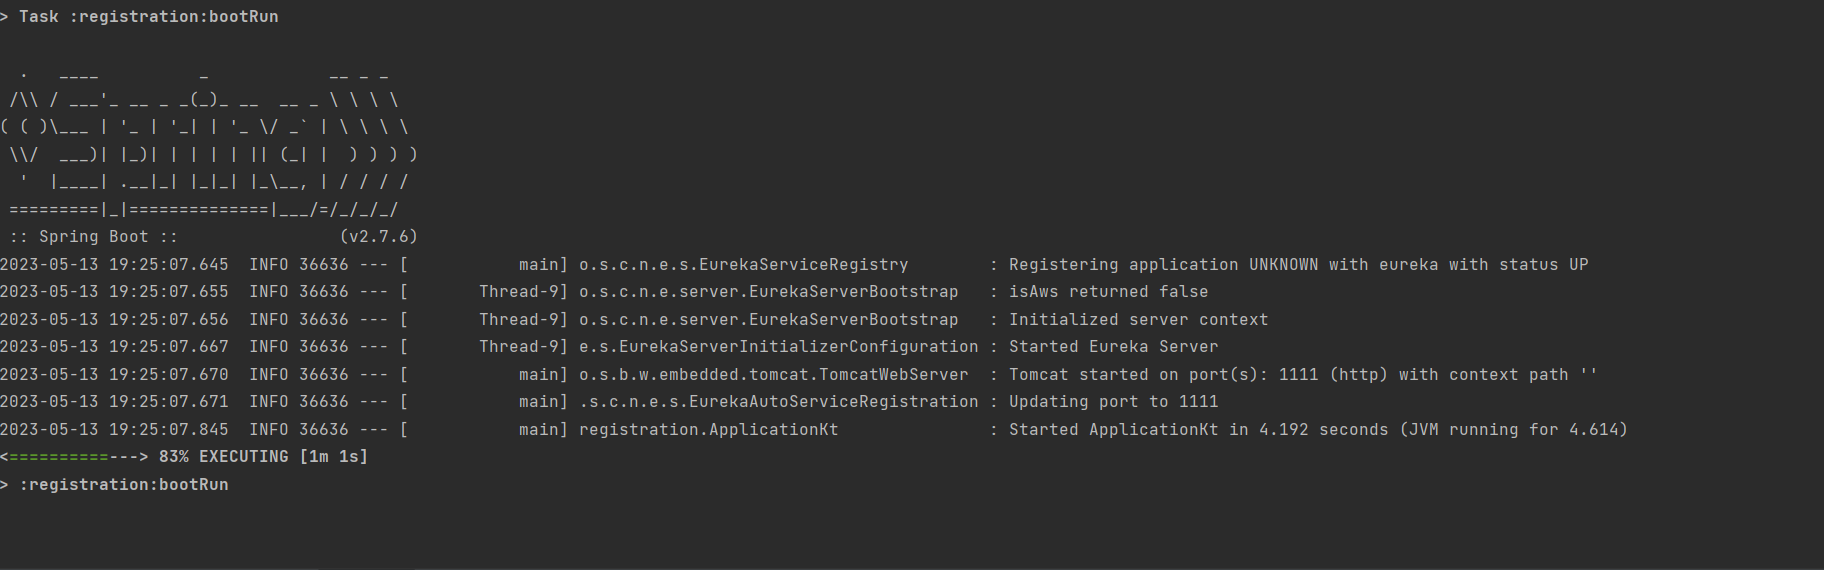 > Task :registration:bootRun
  .   ____          _            __ _ _
 /\\ / ___'_ __ _ _(_)_ __  __ _ \ \ \ \
( ( )\___ | '_ | '_| | '_ \/ _` | \ \ \ \
 \\/  ___)| |_)| | | | | || (_| |  ) ) ) )
  '  |____| .__|_| |_|_| |_\__, | / / / /
 =========|_|==============|___/=/_/_/_/
 :: Spring Boot ::                (v2.7.6)
2023-05-13 19:25:07.645  INFO 36636 --- [           main] o.s.c.n.e.s.EurekaServiceRegistry        : Registering application UNKNOWN with eureka with status UP
2023-05-13 19:25:07.655  INFO 36636 --- [       Thread-9] o.s.c.n.e.server.EurekaServerBootstrap   : isAws returned false
2023-05-13 19:25:07.656  INFO 36636 --- [       Thread-9] o.s.c.n.e.server.EurekaServerBootstrap   : Initialized server context
2023-05-13 19:25:07.667  INFO 36636 --- [       Thread-9] e.s.EurekaServerInitializerConfiguration : Started Eureka Server
2023-05-13 19:25:07.670  INFO 36636 --- [           main] o.s.b.w.embedded.tomcat.TomcatWebServer  : Tomcat started on port(s): 1111 (http) with context path ''
2023-05-13 19:25:07.671  INFO 36636 --- [           main] .s.c.n.e.s.EurekaAutoServiceRegistration : Updating port to 1111
2023-05-13 19:25:07.845  INFO 36636 --- [           main] registration.ApplicationKt               : Started ApplicationKt in 4.192 seconds (JVM running for 4.614)
<==========---> 83% EXECUTING [1m 1s]
> :registration:bootRun